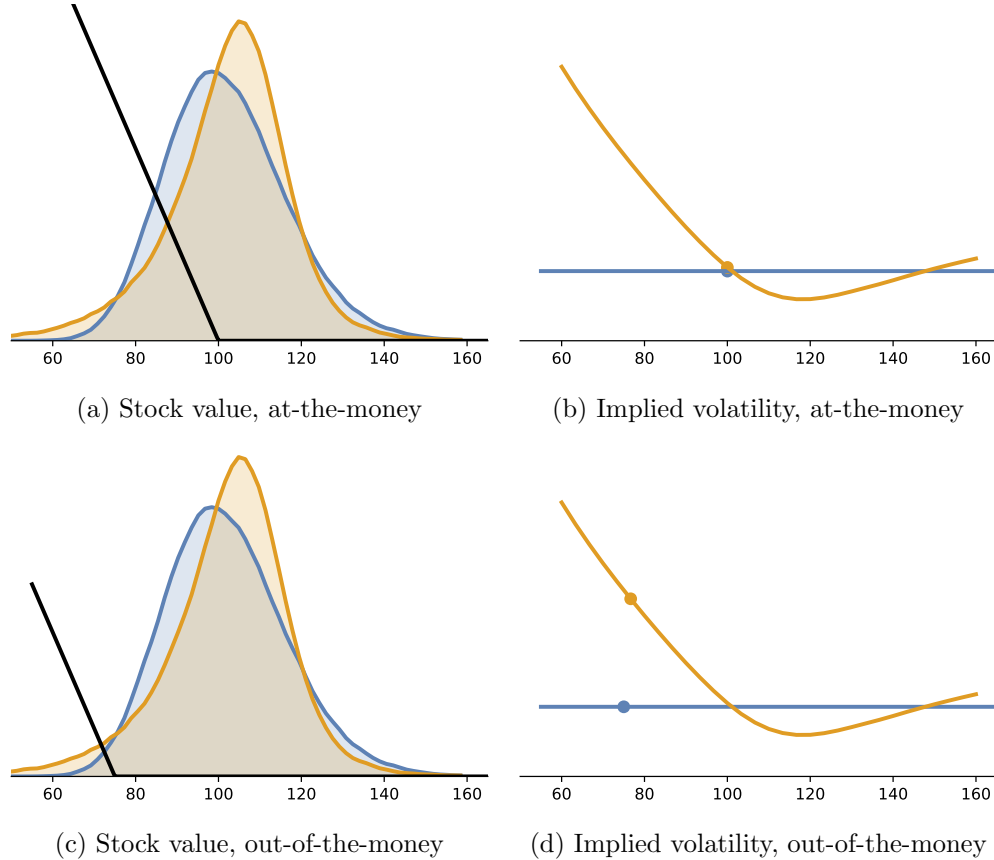 60 80 100 120 140 160
60 80 100 120 140 160
(a) Stock value, at-the-money
(b) Implied volatility, at-the-money
60 80 100 120 140 160
60 80 100 120 140 160
(c) Stock value, out-of-the-money
(d) Implied volatility, out-of-the-money